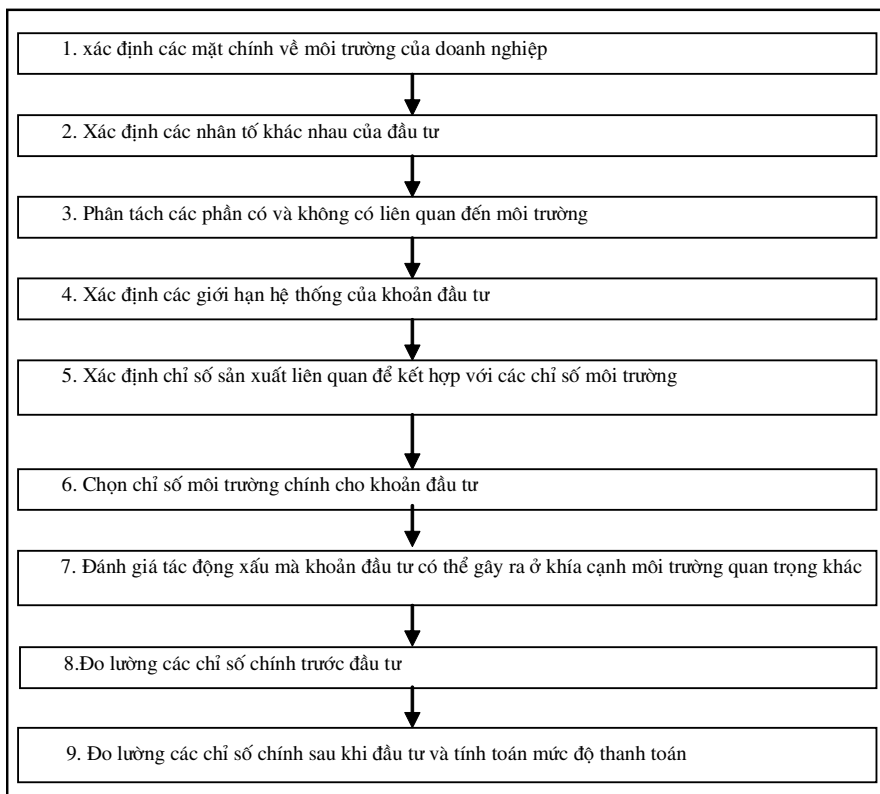 1. xác định các mặt chính về môi trường của doanh nghiệp
2. Xác định các nhân tố khác nhau của đầu tư
3. Phân tách các phần có và không có liên quan đến môi trường
4. Xác định các giới hạn hệ thống của khoản đầu tư
5. Xác định chỉ số sản xuất liên quan để kết hợp với các chỉ số môi trường
6. Chọn chỉ số môi trường chính cho khoản đầu tư
7. Đánh giá tác động xấu mà khoản đầu tư có thể gây ra ở khía cạnh môi trường quan trọng khác
8.Đo lường các chỉ số chính trước đầu tư
9. Đo lường các chỉ số chính sau khi đầu tư và tính toán mức độ thanh toán